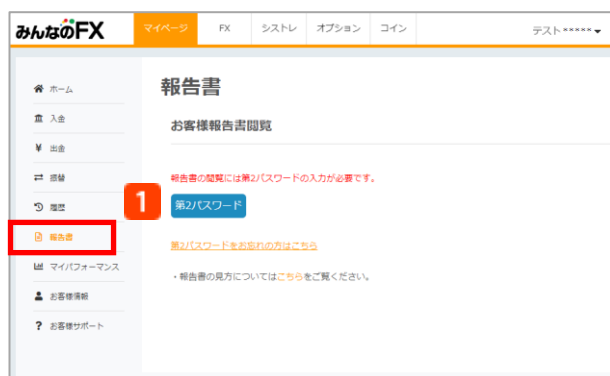 みんなのFX
マイページ
FX
シストレ
オプション
コイン
テスト*****
ホーム
入金
出金
振替
履歴
報告書
マイパフォーマンス
お客様情報
お客様サポート
報告書
お客様報告書閲覧
報告書の閲覧には第2パスワードの入力が必要です。
1
第2パスワード
第2パスワードをお忘れの方はこちら
・報告書の見方についてはこちらをご覧ください。